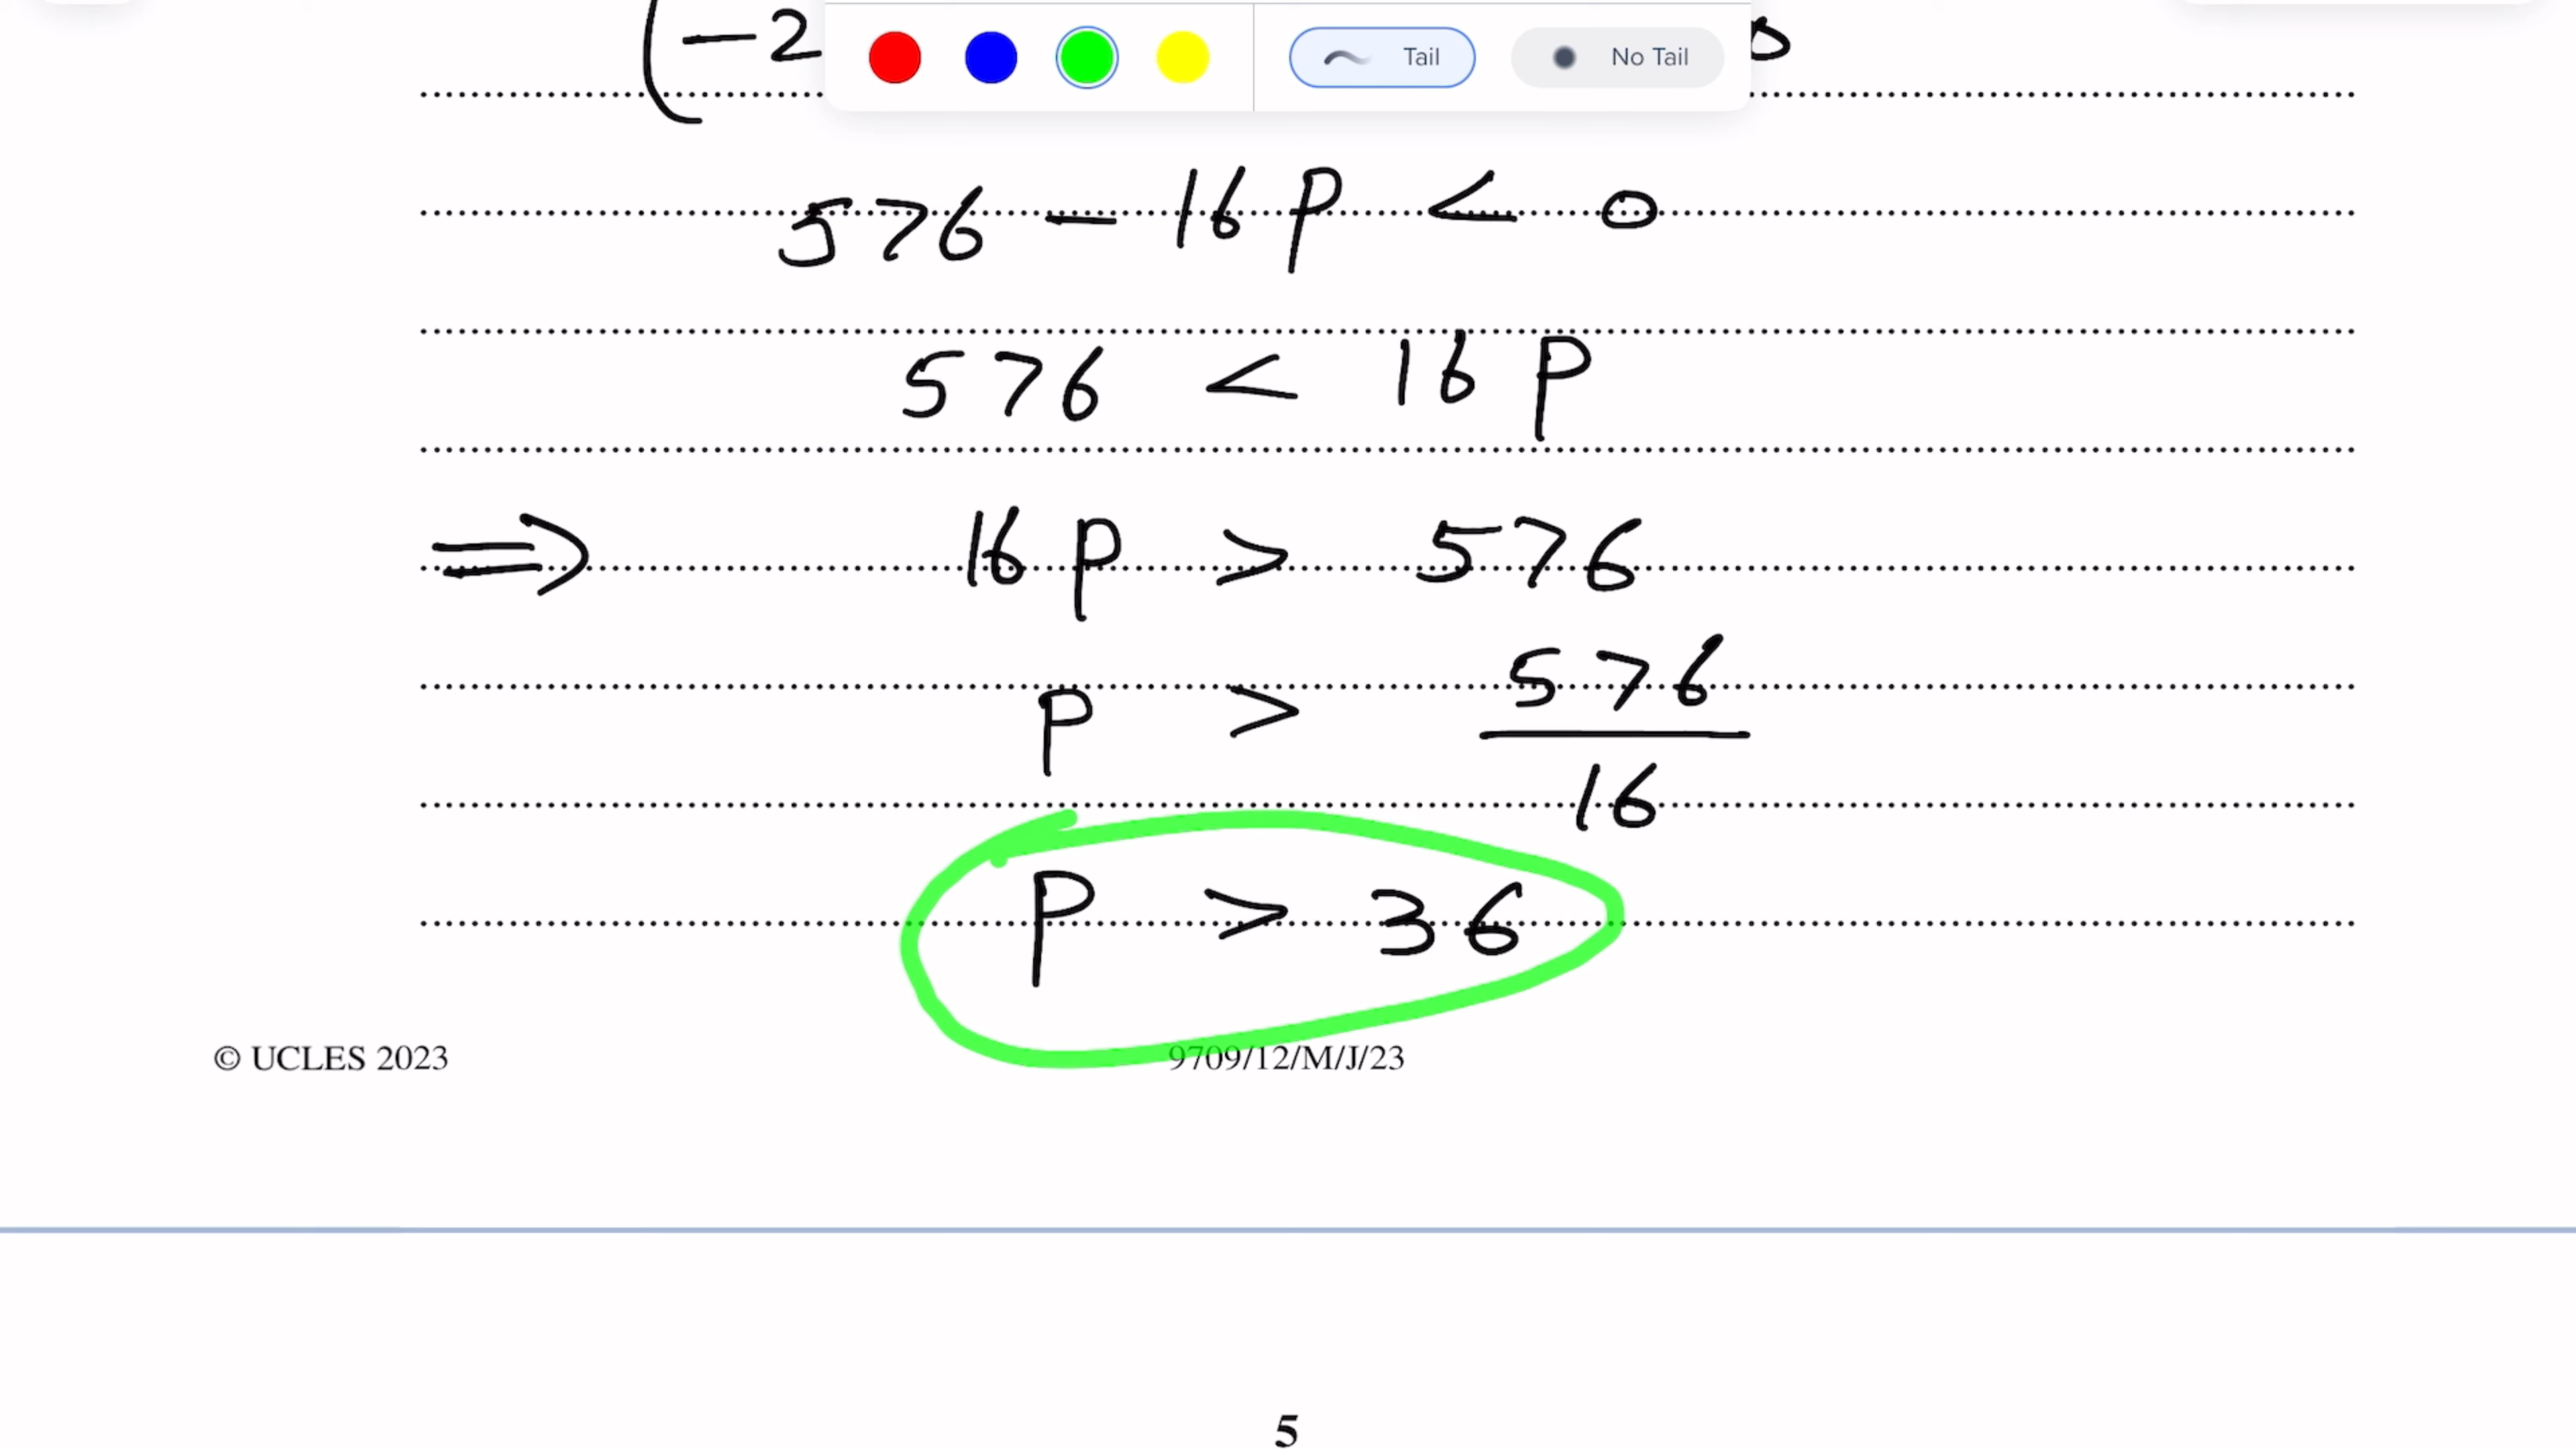 (-2
Tail
No Tail
576 - 16P < 0
576 < 16P
⇒ 16P > 576
P > 576/16
P > 36
© UCLES 2023
9709/12/M/J/23
5